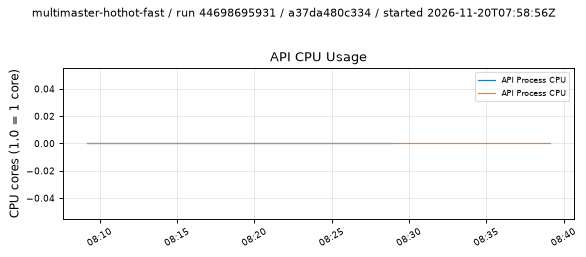 multimaster-hothot-fast / run 44698695931 / a37da480c334 / started 2026-11-20T07:58:56Z
API CPU Usage
CPU cores (1.0 = 1 core)
0.04
0.02
0.00
−0.02
−0.04
API Process CPU
API Process CPU
08:10
08:15
08:20
08:25
08:30
08:35
08:40